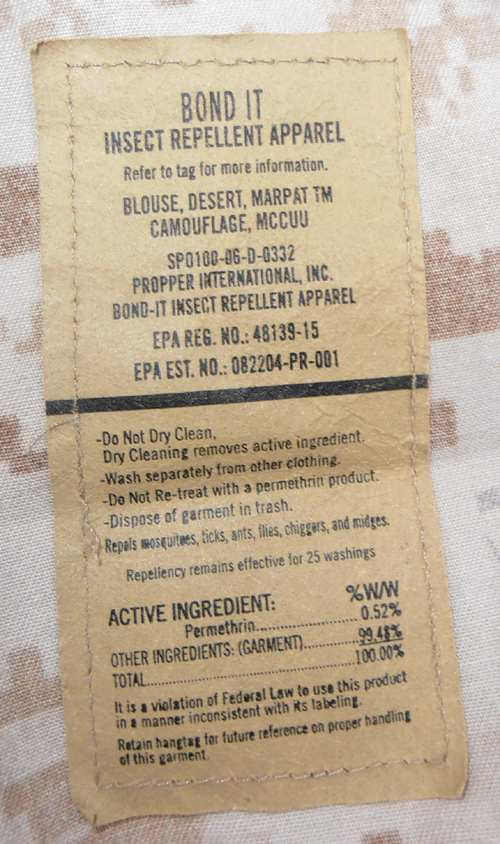 BOND IT
INSECT REPELLENT APPAREL
Refer to tag for more information.
BLOUSE, DESERT, MARPAT TM
CAMOUFLAGE, MCCUU
SPO100-06-D-0332
PROPPER INTERNATIONAL, INC.
BOND-IT INSECT REPELLENT APPAREL
EPA REG. NO.: 48139-15
EPA EST. NO.: 082204-PR-001
-Do Not Dry Clean,
Dry Cleaning removes active ingredient.
-Wash separately from other clothing.
-Do Not Re-treat with a permethrin product.
-Dispose of garment in trash.
Repels mosquitoes, ticks, ants, flies, chiggers, and midges.
Repellency remains effective for 25 washings
ACTIVE INGREDIENT: %W/W
Permethrin..................... 0.52%
OTHER INGREDIENTS: (GARMENT)............ 99.48%
TOTAL.......................................100.00%
It is a violation of Federal Law to use this product
in a manner inconsistent with its labeling.
Retain hangtag for future reference on proper handling
of this garment.